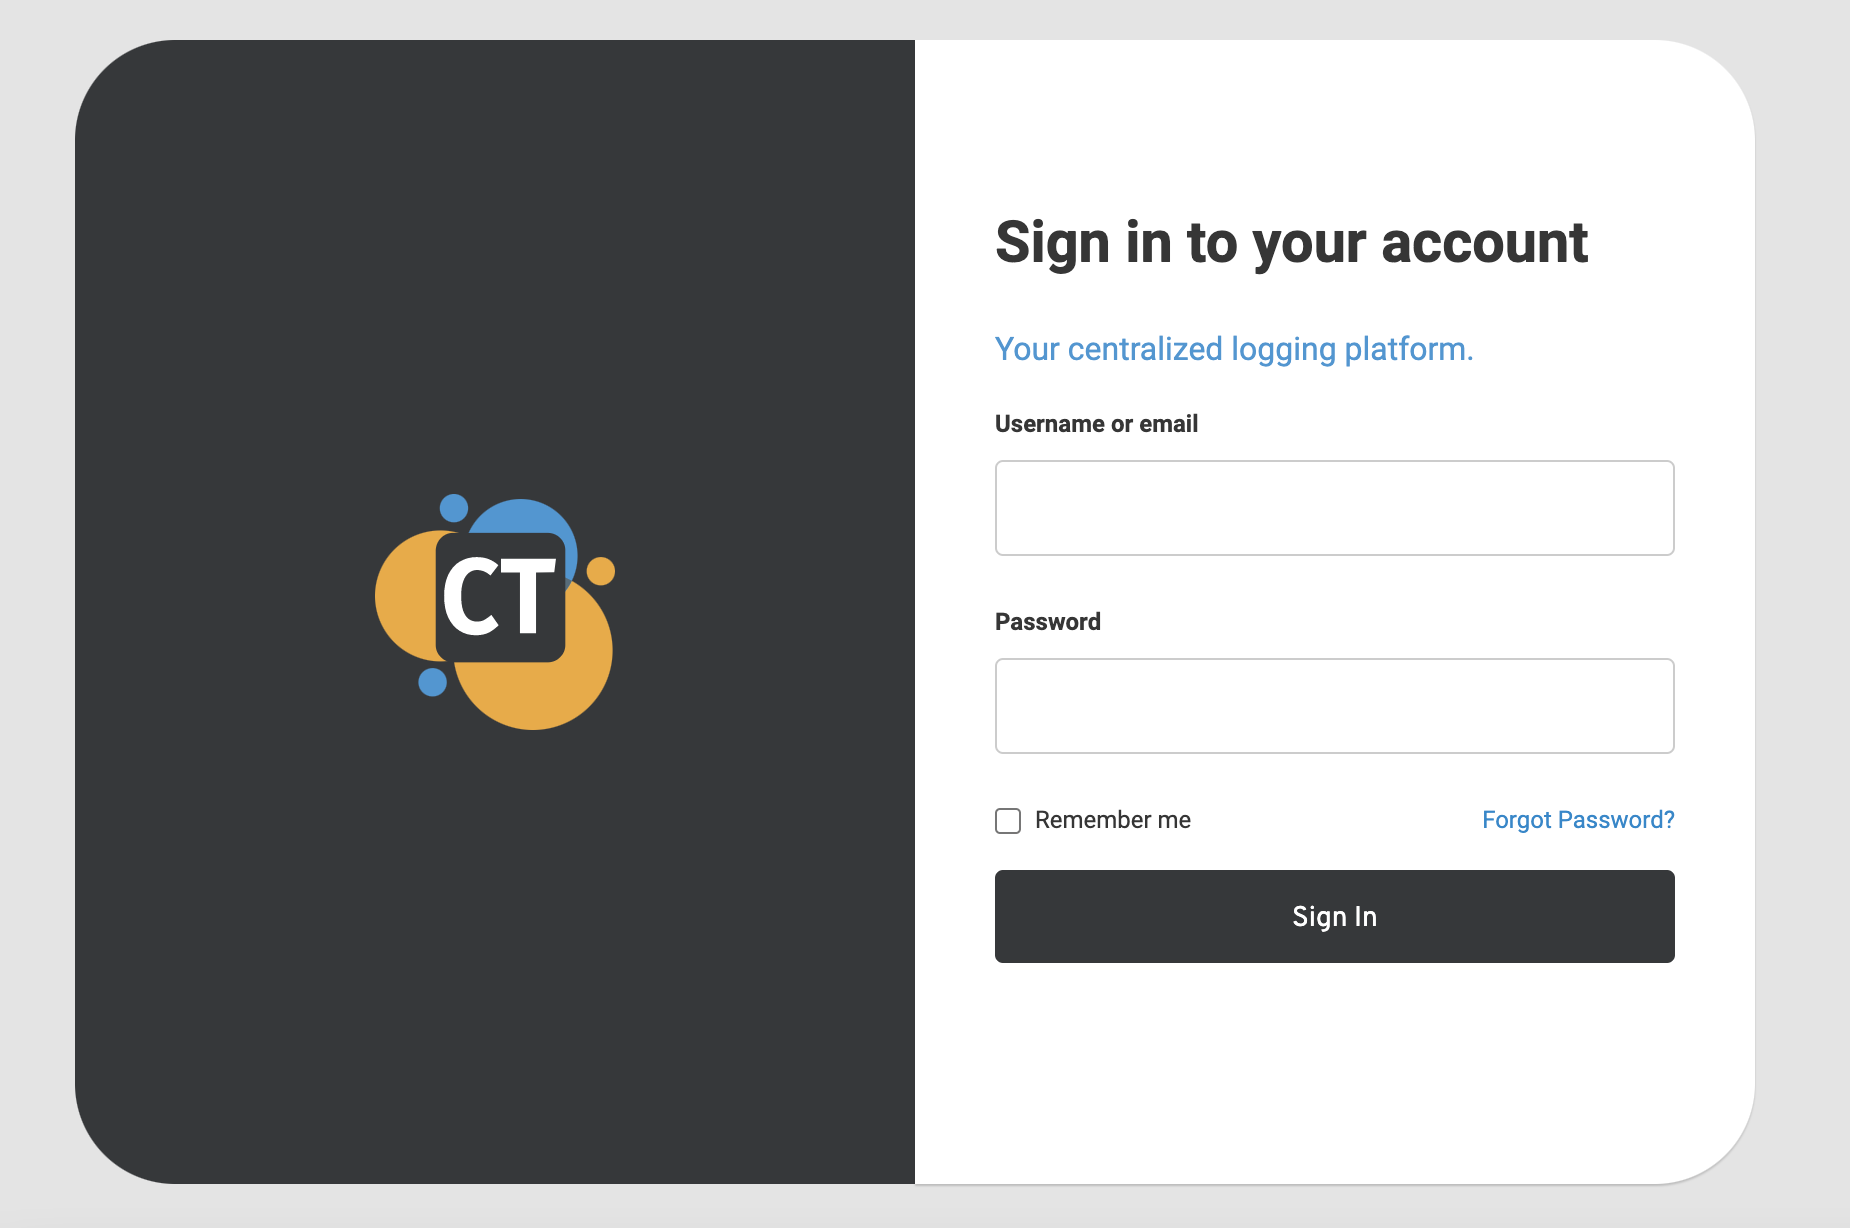 CT
Sign in to your account
Your centralized logging platform.
Username or email
Password
Remember me
Forgot Password?
Sign In